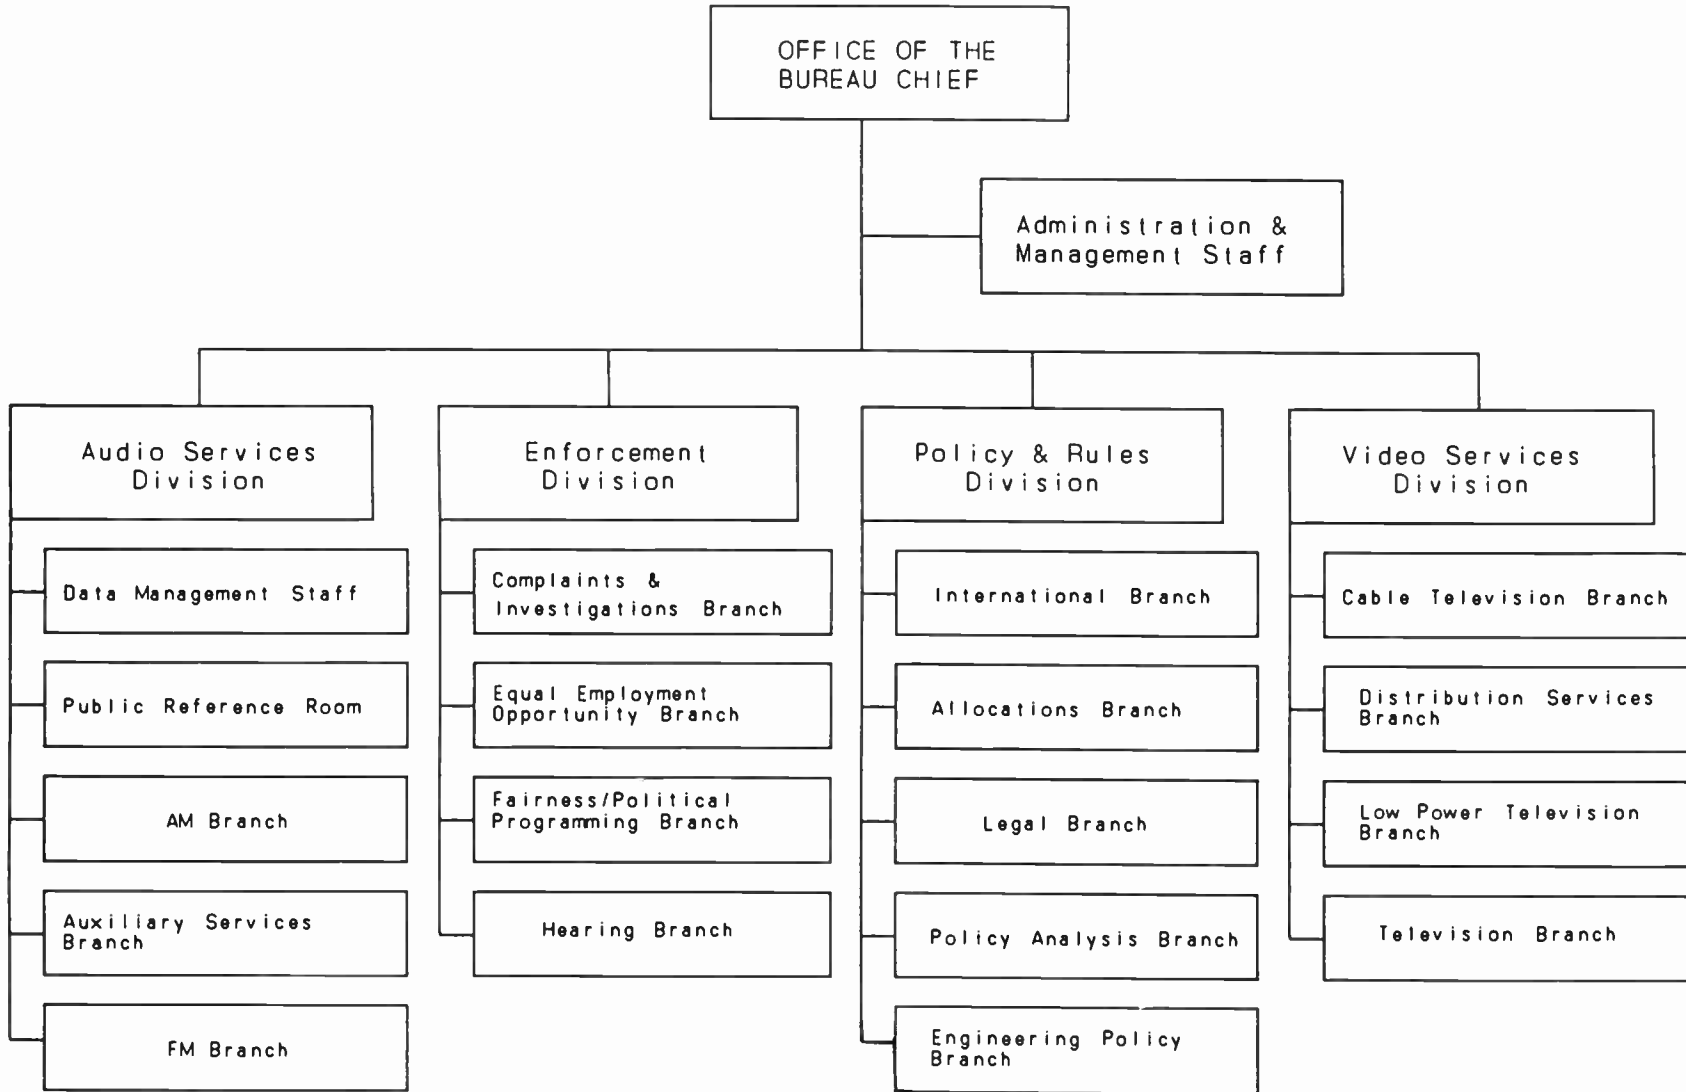 OFFICE OF THE
BUREAU CHIEF
Administration &
Management Staff
Audio Services
Division
Data Management Staff
Public Reference Room
AM Branch
Auxiliary Services
Branch
FM Branch
Enforcement
Division
Complaints &
Investigations Branch
Equal Employment
Opportunity Branch
Fairness/Political
Programming Branch
Hearing Branch
Policy & Rules
Division
International Branch
Allocations Branch
Legal Branch
Policy Analysis Branch
Engineering Policy
Branch
Video Services
Division
Cable Television Branch
Distribution Services
Branch
Low Power Television
Branch
Television Branch